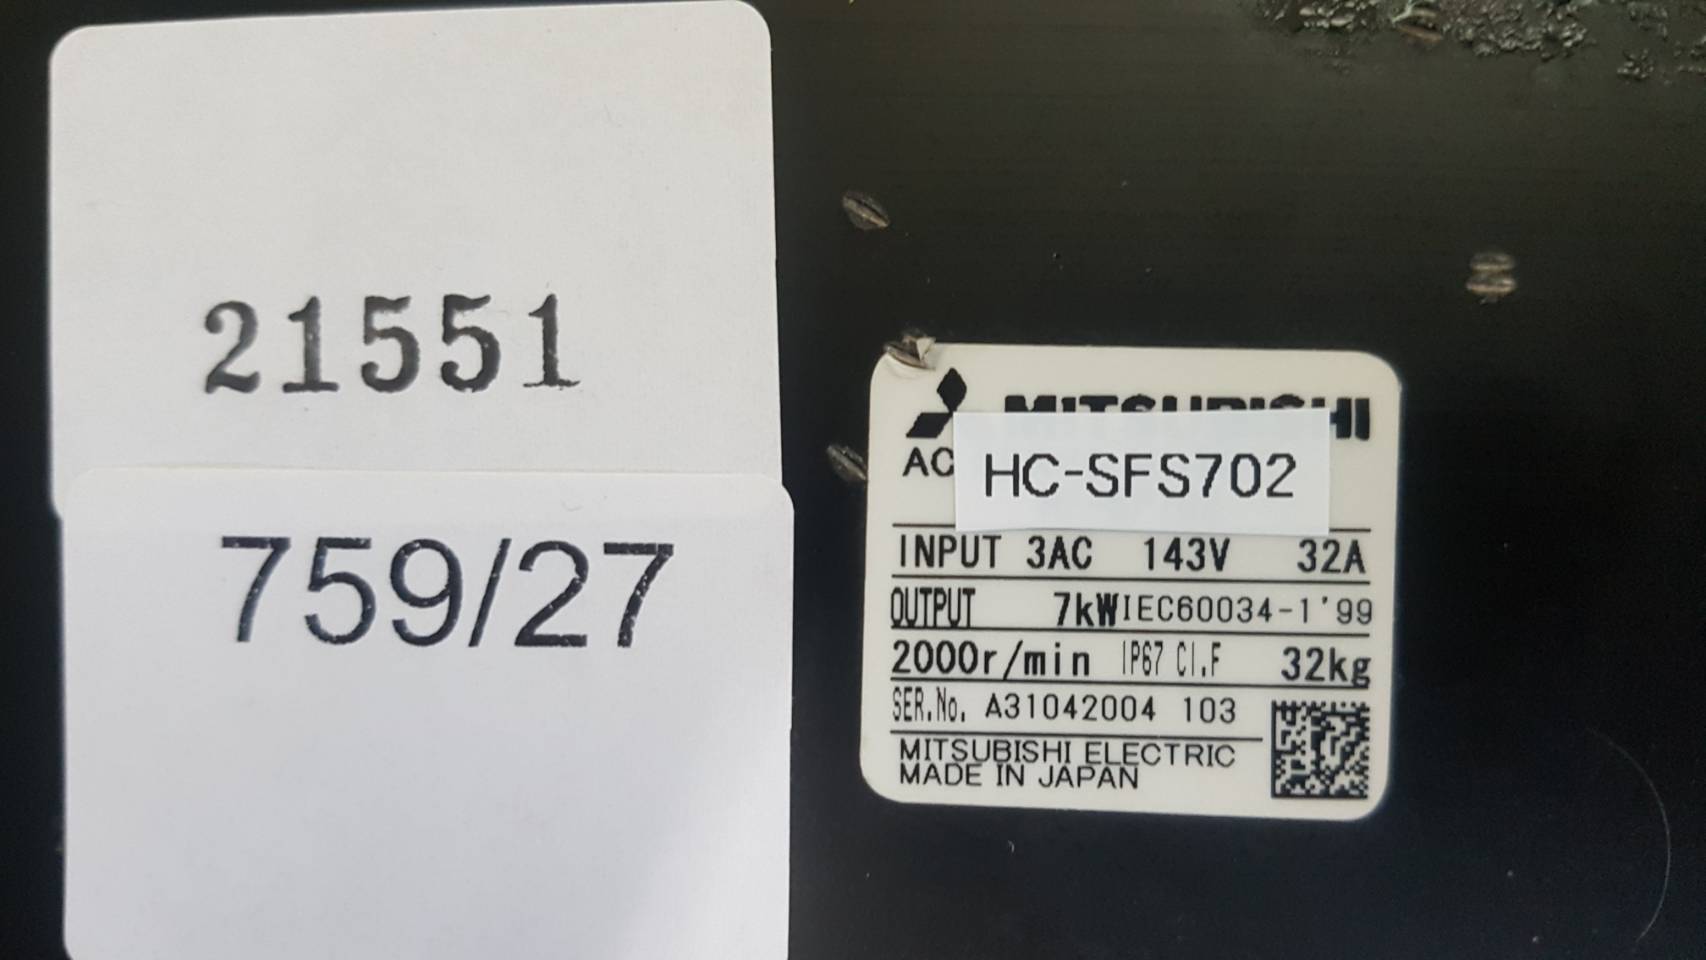 21551
759/27
MITSUBISHI
AC
HC-SFS702
INPUT 3AC 143V 32A
OUTPUT 7kW IEC60034-1'99
2000r/min IP67 CI.F 32kg
SER.No. A31042004 103
MITSUBISHI ELECTRIC
MADE IN JAPAN